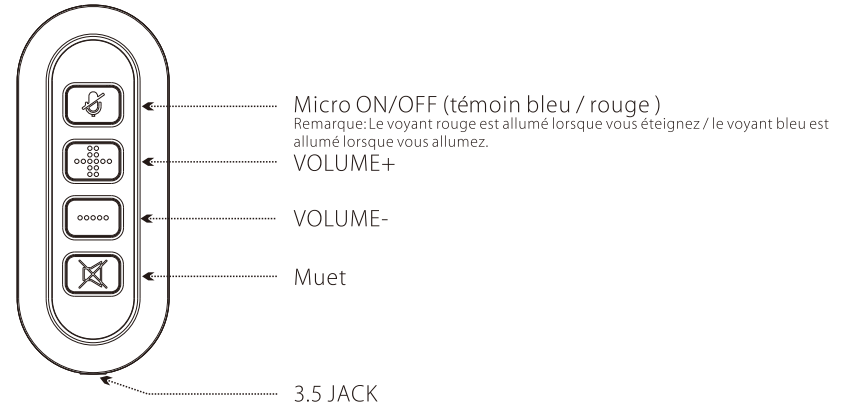 Micro ON/OFF (témoin bleu / rouge )
Remarque: Le voyant rouge est allumé lorsque vous éteignez / le voyant bleu est
allumé lorsque vous allumez.
VOLUME+
VOLUME-
Muet
3.5 JACK